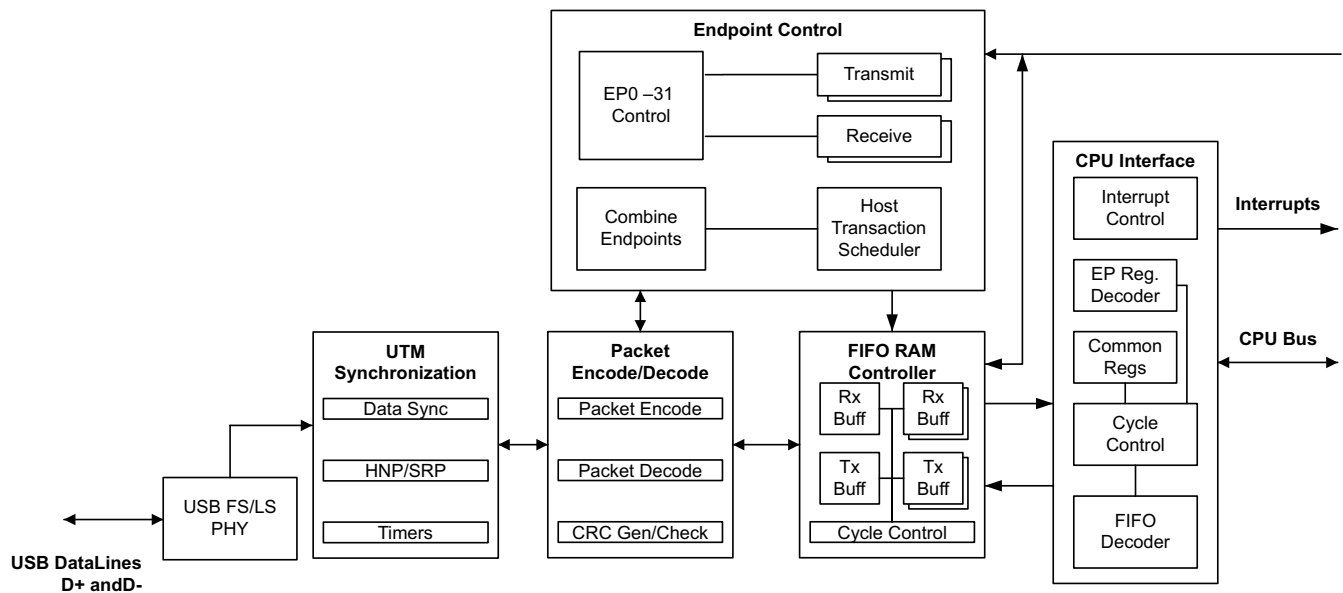 Endpoint Control
EP0 –31
Control
Transmit
Receive
Combine
Endpoints
Host
Transaction
Scheduler
CPU Interface
Interrupt
Control
Interrupts
EP Reg.
Decoder
Common
Regs
CPU Bus
Cycle
Control
FIFO
Decoder
UTM
Synchronization
Data Sync
HNP/SRP
Timers
Packet
Encode/Decode
Packet Encode
Packet Decode
CRC Gen/Check
FIFO RAM
Controller
Rx
Buff
Rx
Buff
Tx
Buff
Tx
Buff
Cycle Control
USB FS/LS
PHY
USB DataLines
D+ andD-